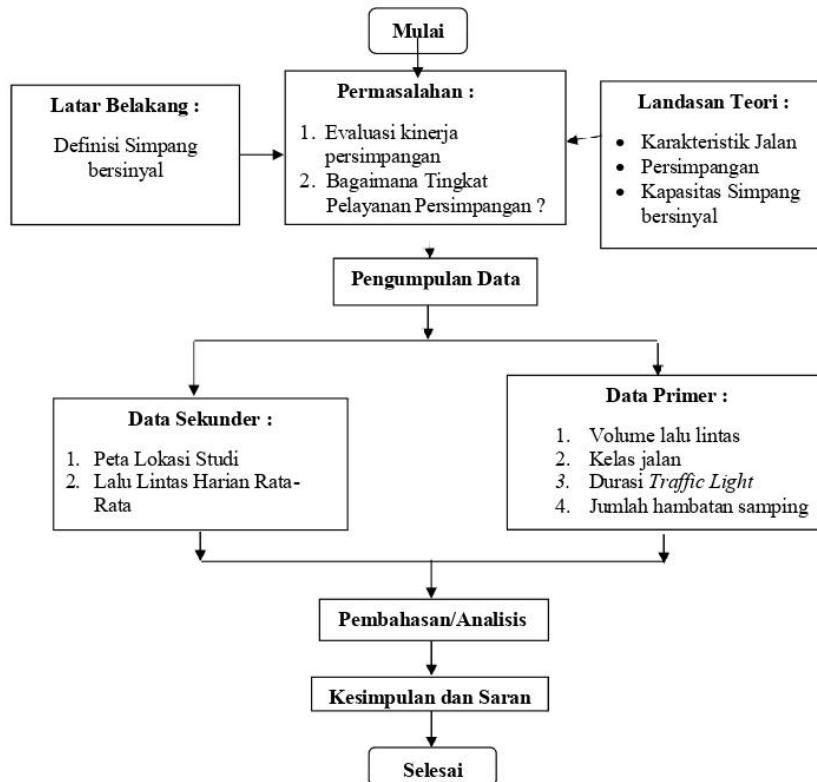 Mulai
Latar Belakang :
Definisi Simpang
bersinyal
Permasalahan :
1. Evaluasi kinerja
persimpangan
2. Bagaimana Tingkat
Pelayanan Persimpangan ?
Landasan Teori :
• Karakteristik Jalan
• Persimpangan
• Kapasitas Simpang
bersinyal
Pengumpulan Data
Data Sekunder :
1. Peta Lokasi Studi
2. Lalu Lintas Harian Rata-
Rata
Data Primer :
1. Volume lalu lintas
2. Kelas jalan
3. Durasi Traffic Light
4. Jumlah hambatan samping
Pembahasan/Analisis
Kesimpulan dan Saran
Selesai